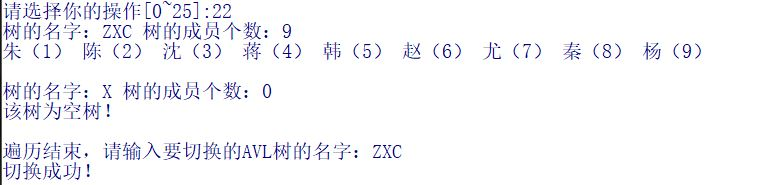 请选择你的操作[0~25]:22
树的名字：ZXC 树的成员个数：9
朱（1） 陈（2） 沈（3） 蒋（4） 韩（5） 赵（6） 尤（7） 秦（8） 杨（9）
树的名字：X 树的成员个数：0
该树为空树！
遍历结束，请输入要切换的AVL树的名字：ZXC
切换成功！